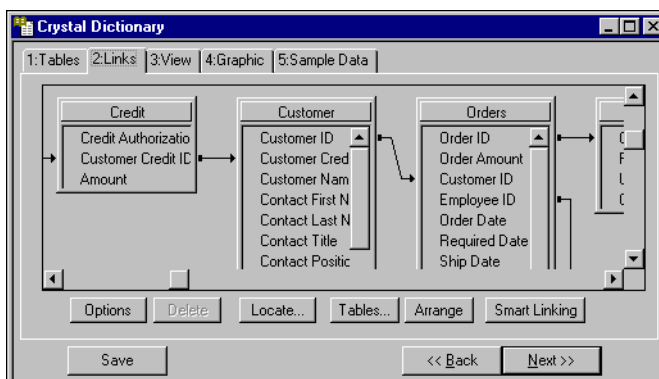 Crystal Dictionary
1:Tables 2:Links 3:View 4:Graphic 5:Sample Data
Credit
Credit Authorizatio
Customer Credit ID
Amount
Customer
Customer ID
Customer Cred
Customer Nam
Contact First N
Contact Last N
Contact Title
Contact Positic
Orders
Order ID
Order Amount
Customer ID
Employee ID
Order Date
Required Date
Ship Date
Options Delete Locate... Tables... Arrange Smart Linking
Save << Back Next >>